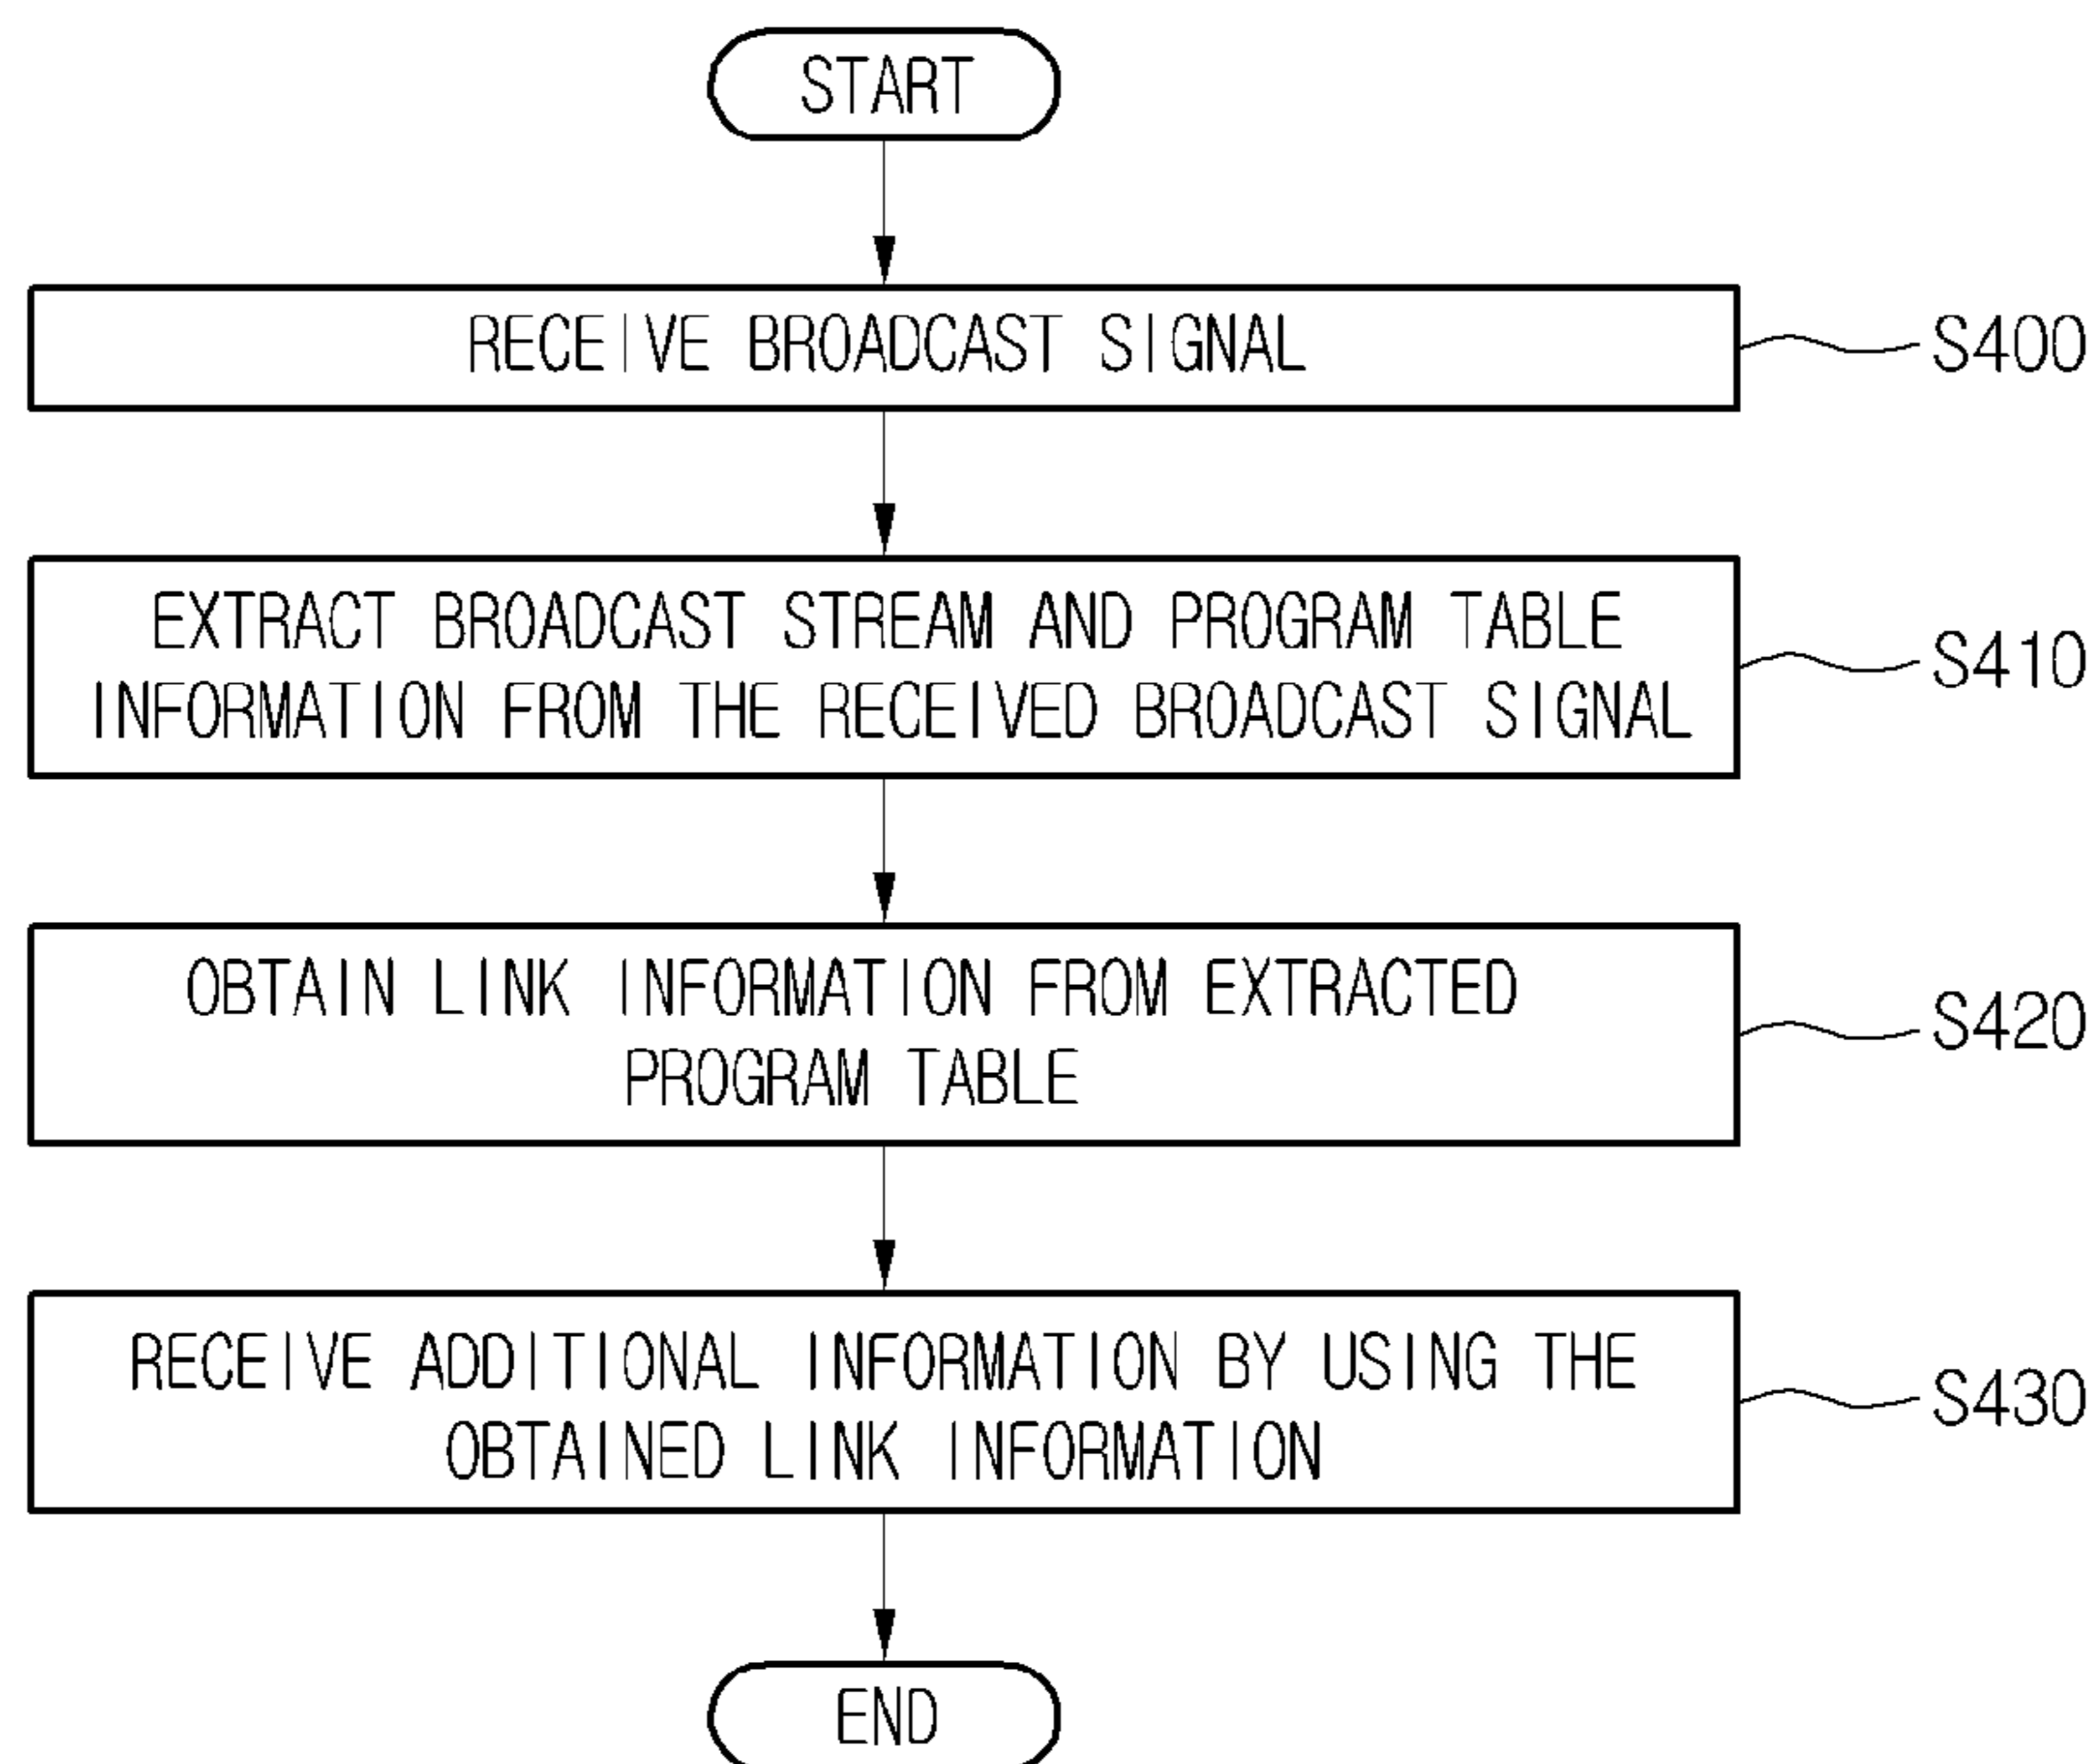 START
RECEIVE BROADCAST SIGNAL
S400
EXTRACT BROADCAST STREAM AND PROGRAM TABLE
INFORMATION FROM THE RECEIVED BROADCAST SIGNAL
S410
OBTAIN LINK INFORMATION FROM EXTRACTED
PROGRAM TABLE
S420
RECEIVE ADDITIONAL INFORMATION BY USING THE
OBTAINED LINK INFORMATION
S430
END